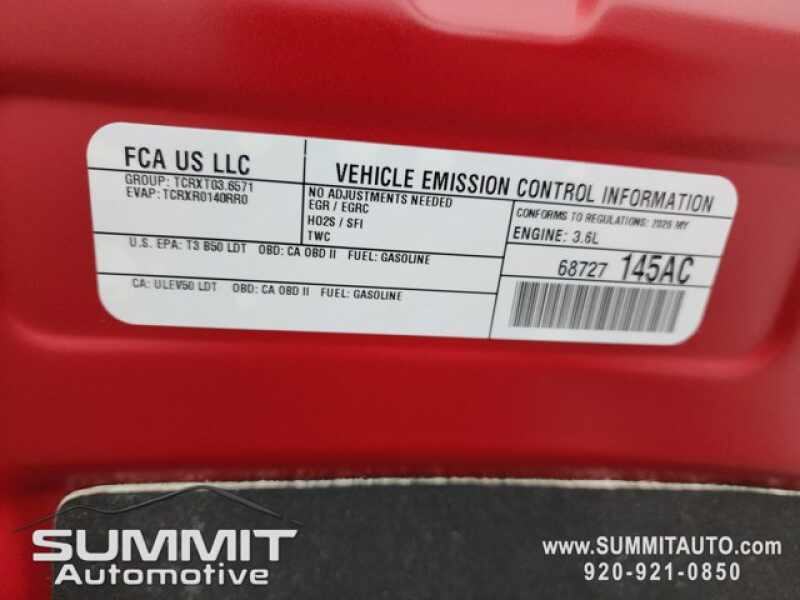 FCA US LLC
GROUP: TCRXT03.6571
EVAP: TCRXR0140RR0
VEHICLE EMISSION CONTROL INFORMATION
NO ADJUSTMENTS NEEDED
EGR / EGRC
HO2S / SFI
TWC
CONFORMS TO REGULATIONS: 2026 MY
ENGINE: 3.6L
U.S. EPA: T3 B50 LDT OBD: CA OBD II FUEL: GASOLINE
CA: ULEV50 LDT OBD: CA OBD II FUEL: GASOLINE
68727 145AC
SUMMIT
Automotive
www.SUMMITAUTO.com
920-921-0850